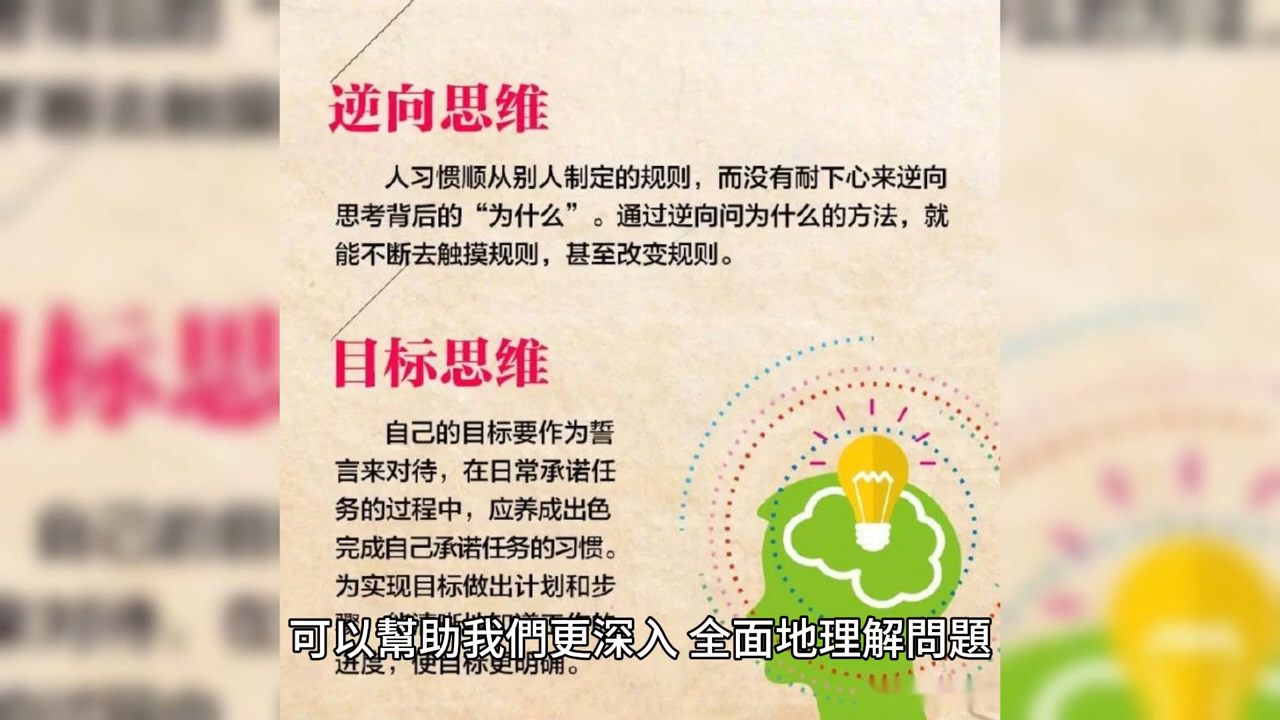 逆向思维
人习惯顺从别人制定的规则，而没有耐下心来逆向
思考背后的“为什么”。通过逆向问为什么的方法，就
能不断去触摸规则，甚至改变规则。
目标思维
自己的目标要作为誓
言来对待，在日常承诺任
务的过程中，应养成出色
完成自己承诺任务的习惯。
为实现目标做出计划和步
进度，使目标更明确。
可以幫助我們更深入 全面地理解問題